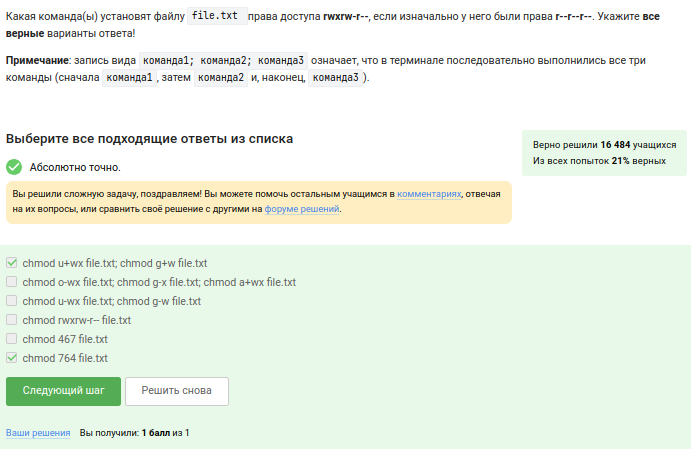 Какая команда(ы) установят файлу file.txt права доступа rwxrw-r--, если изначально у него были права r--r--r--. Укажите все
верные варианты ответа!
Примечание: запись вида команда1; команда2; команда3 означает, что в терминале последовательно выполнились все три
команды (сначала команда1, затем команда2 и, наконец, команда3).
Выберите все подходящие ответы из списка
Верно решили 16 484 учащихся
Из всех попыток 21% верных
Абсолютно точно.
Вы решили сложную задачу, поздравляем! Вы можете помочь остальным учащимся в комментариях, отвечая
на их вопросы, или сравнить своё решение с другими на форуме решений.
chmod u+wx file.txt; chmod g+w file.txt
chmod o-wx file.txt; chmod g-x file.txt; chmod a+wx file.txt
chmod u-wx file.txt; chmod g-w file.txt
chmod rwxrw-r-- file.txt
chmod 467 file.txt
chmod 764 file.txt
Следующий шаг
Решить снова
Ваши решения Вы получили: 1 балл из 1